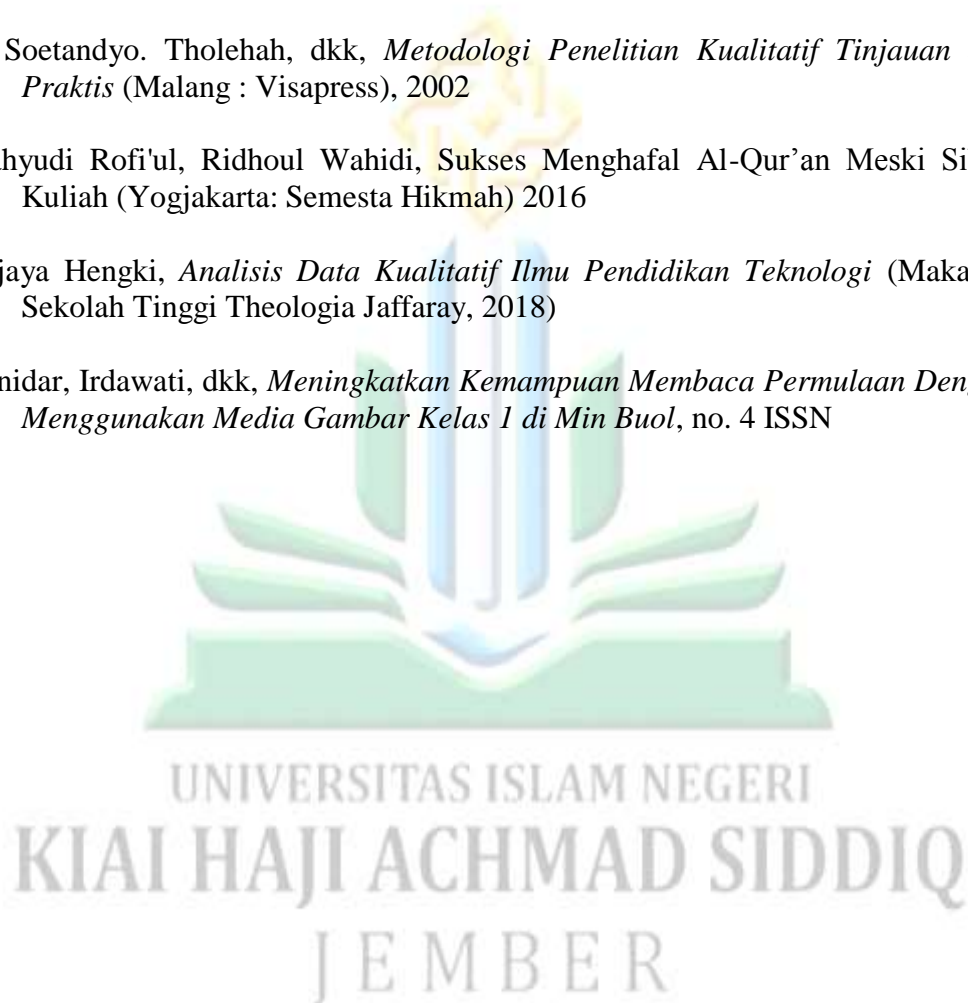 Soetandyo. Tholehah, dkk, Metodologi Penelitian Kualitatif Tinjauan
Praktis (Malang : Visapress), 2002
hyudi Rofi'ul, Ridhoul Wahidi, Sukses Menghafal Al-Qur’an Meski Si
Kuliah (Yogjakarta: Semesta Hikmah) 2016
jaya Hengki, Analisis Data Kualitatif Ilmu Pendidikan Teknologi (Maka
Sekolah Tinggi Theologia Jaffaray, 2018)
nidar, Irdawati, dkk, Meningkatkan Kemampuan Membaca Permulaan Deng
Menggunakan Media Gambar Kelas 1 di Min Buol, no. 4 ISSN
UNIVERSITAS ISLAM NEGERI
KIAI HAJI ACHMAD SIDDIQ
JEMBER